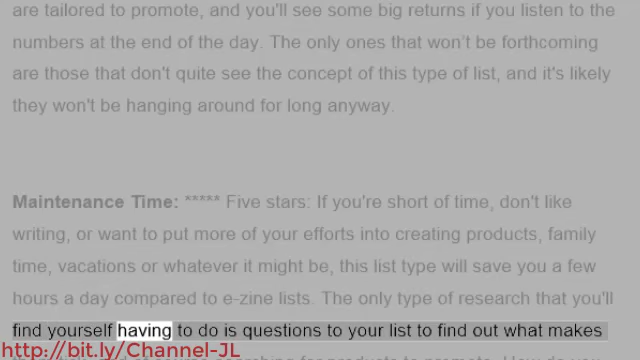 are tailored to promote, and you'll see some big returns if you listen to the
numbers at the end of the day. The only ones that won't be forthcoming
are those that don't quite see the concept of this type of list, and it's likely
they won't be hanging around for long anyway.
Maintenance Time: ***** Five stars: If you're short of time, don't like
writing, or want to put more of your efforts into creating products, family
time, vacations or whatever it might be, this list type will save you a few
hours a day compared to e-zine lists. The only type of research that you'll
find yourself having to do is questions to your list to find out what makes
http://bit.ly/Channel-JL